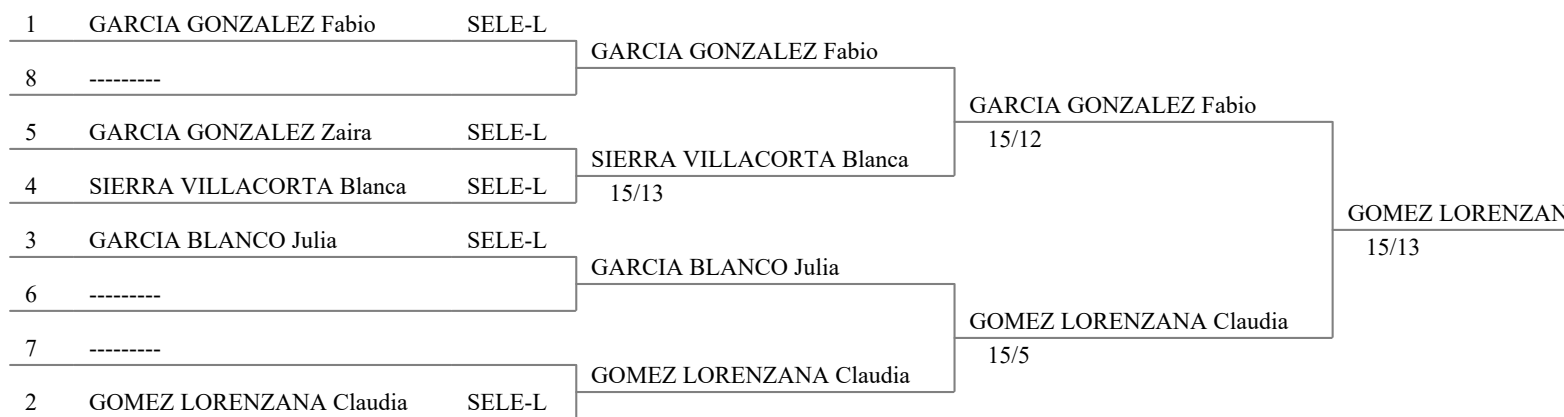 1 GARCIA GONZALEZ Fabio SELE-L
GARCIA GONZALEZ Fabio
8 ---------
GARCIA GONZALEZ Fabio
15/12
5 GARCIA GONZALEZ Zaira SELE-L
SIERRA VILLACORTA Blanca
15/13
4 SIERRA VILLACORTA Blanca SELE-L
GOMEZ LORENZAN
15/13
3 GARCIA BLANCO Julia SELE-L
GARCIA BLANCO Julia
6 ---------
GOMEZ LORENZANA Claudia
15/5
7 ---------
GOMEZ LORENZANA Claudia
2 GOMEZ LORENZANA Claudia SELE-L